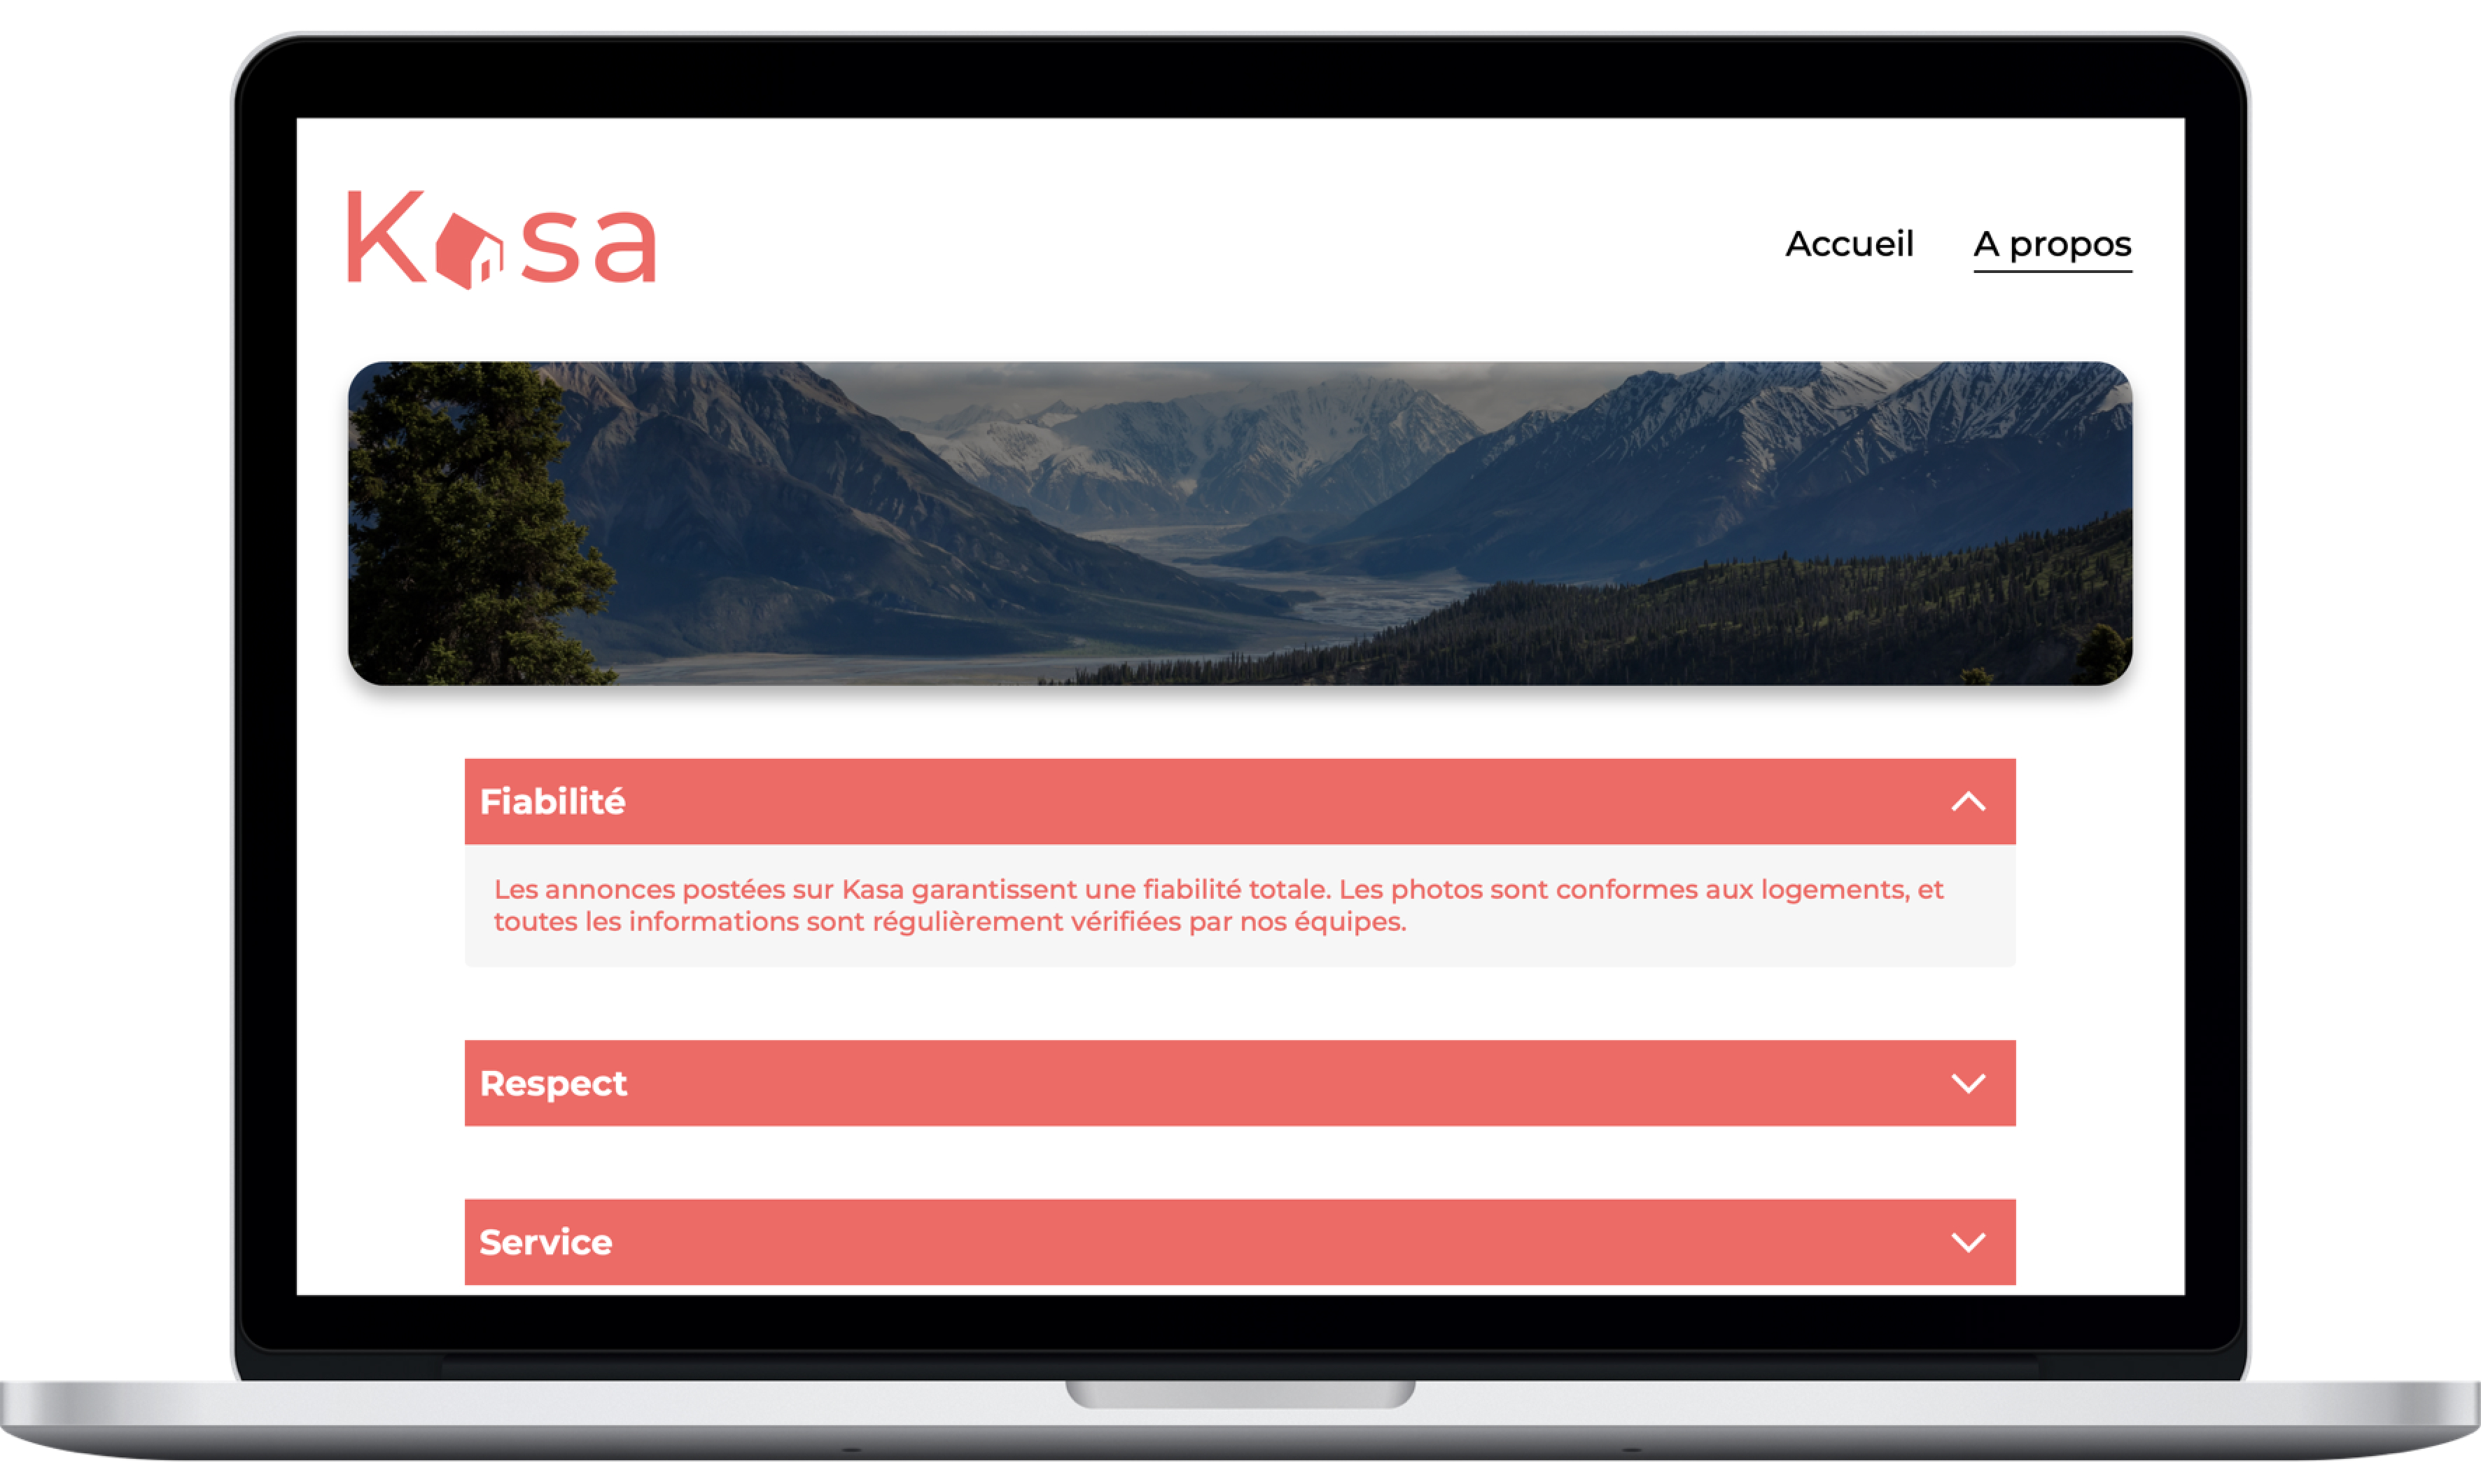 Kasa
Accueil
A propos
Fiabilité
Les annonces postées sur Kasa garantissent une fiabilité totale. Les photos sont conformes aux logements, et
toutes les informations sont régulièrement vérifiées par nos équipes.
Respect
Service